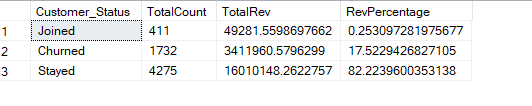 Customer_Status TotalCount TotalRev RevPercentage
1 Joined 411 49281.5598697662 0.253097281975677
2 Churned 1732 3411960.5796299 17.5229426827105
3 Stayed 4275 16010148.2622757 82.2239600353138